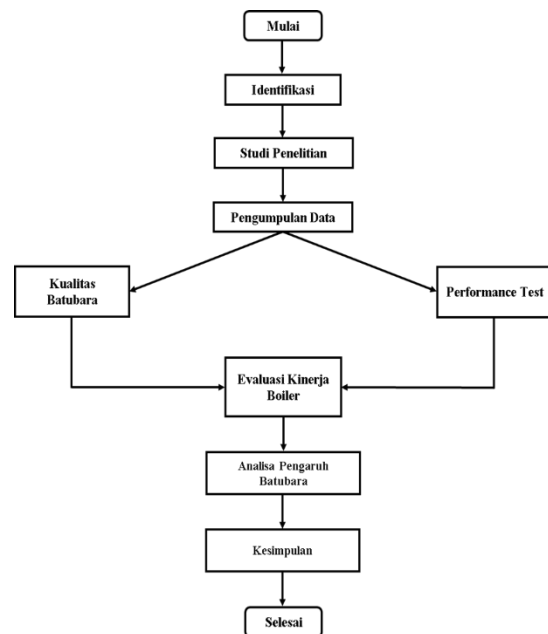 Mulai
Identifikasi
Studi Penelitian
Pengumpulan Data
Kualitas
Batubara
Performance Test
Evaluasi Kinerja
Boiler
Analisa Pengaruh
Batubara
Kesimpulan
Selesai